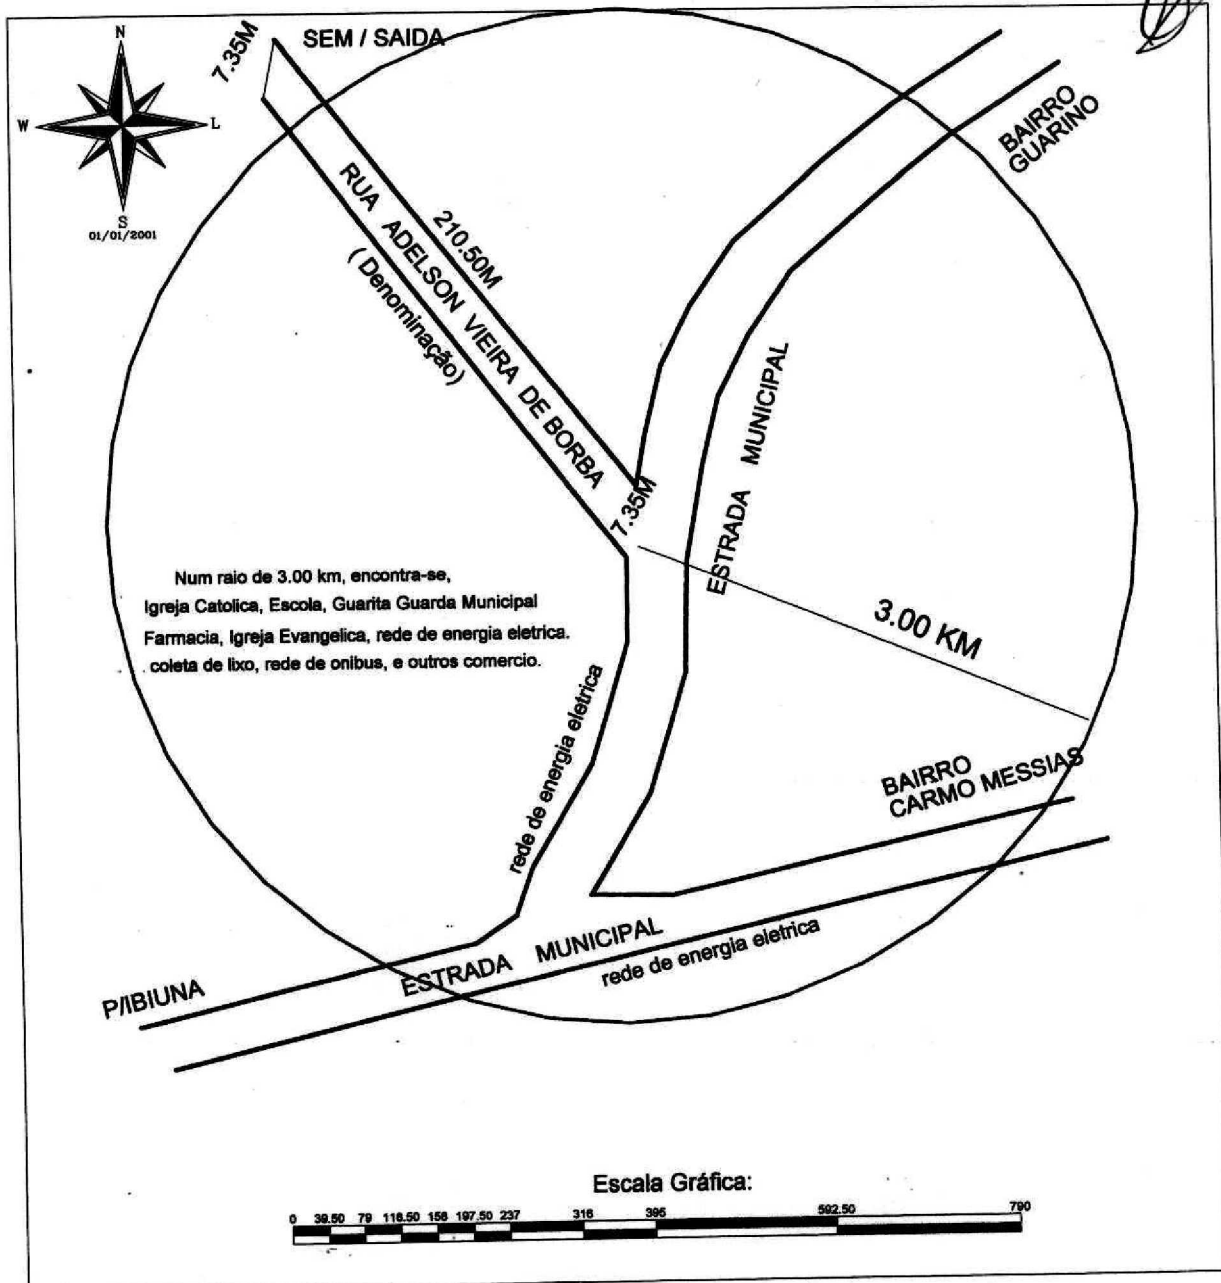 7.35M
SEM / SAIDA
N
W
L
S
01/01/2001
BAIRRO
GUARINO
RUA ADELSON VIEIRA DE BORBA
210.50M
( Denominação)
ESTRADA MUNICIPAL
7.35M
Num raio de 3.00 km, encontra-se,
Igreja Catolica, Escola, Guarita Guarda Municipal
Farmacia, Igreja Evangelica, rede de energia eletrica.
coleta de lixo, rede de onibus, e outros comercio.
3.00 KM
rede de energia eletrica
BAIRRO
CARMO MESSIAS
P/IBIUNA
ESTRADA MUNICIPAL
rede de energia eletrica
Escala Gráfica:
0 39.50 79 118.50 158 197.50 237 316 395 592.50 790